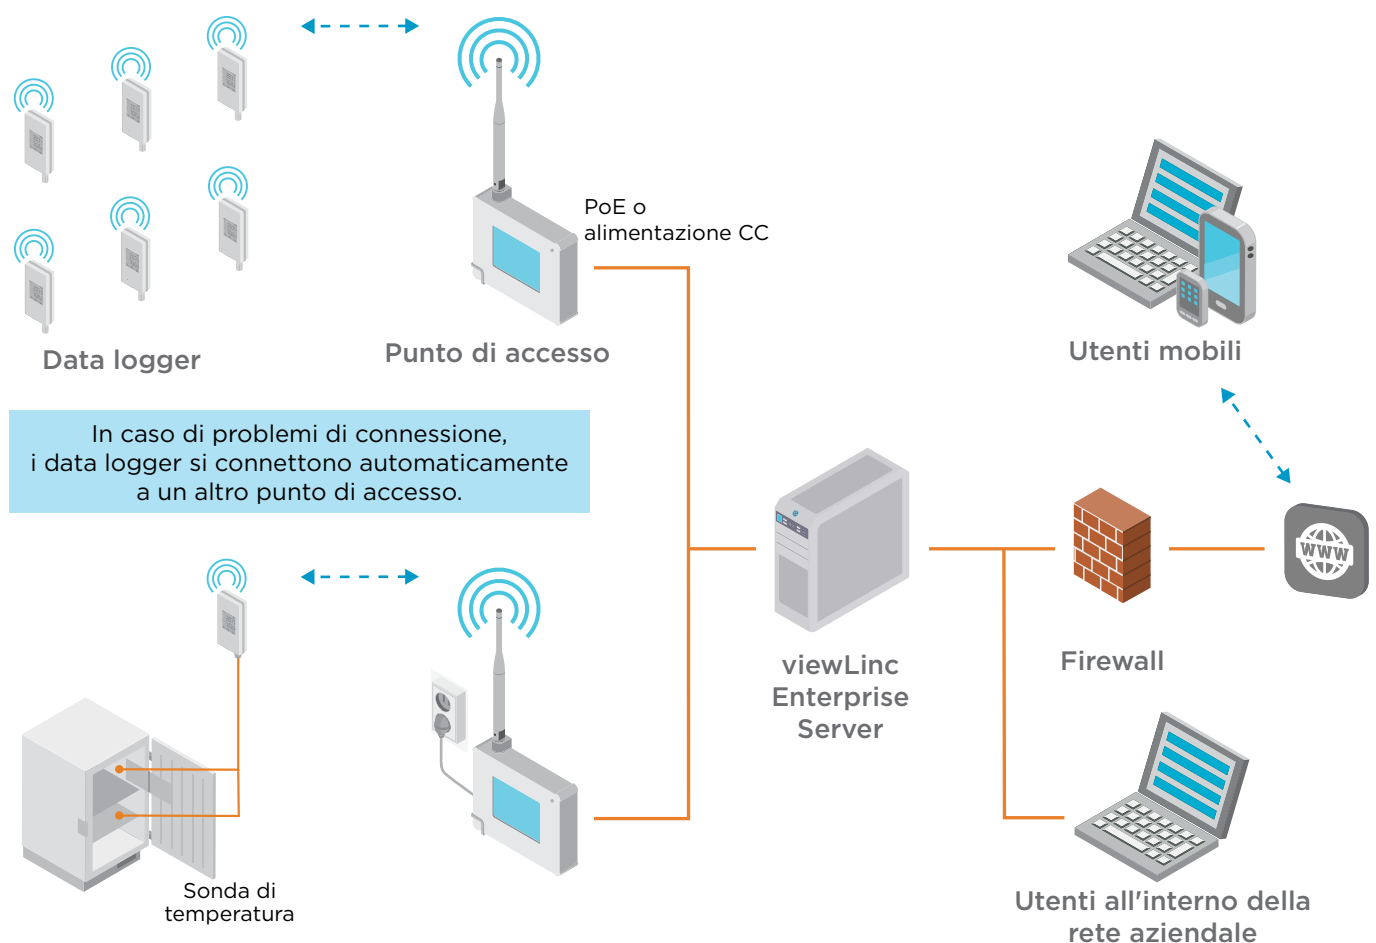 PoE o
alimentazione CC
Data logger
Punto di accesso
Utenti mobili
In caso di problemi di connessione,
i data logger si connettono automaticamente
a un altro punto di accesso.
WWW
viewLinc
Enterprise
Server
Firewall
Sonda di
temperatura
Utenti all'interno della
rete aziendale